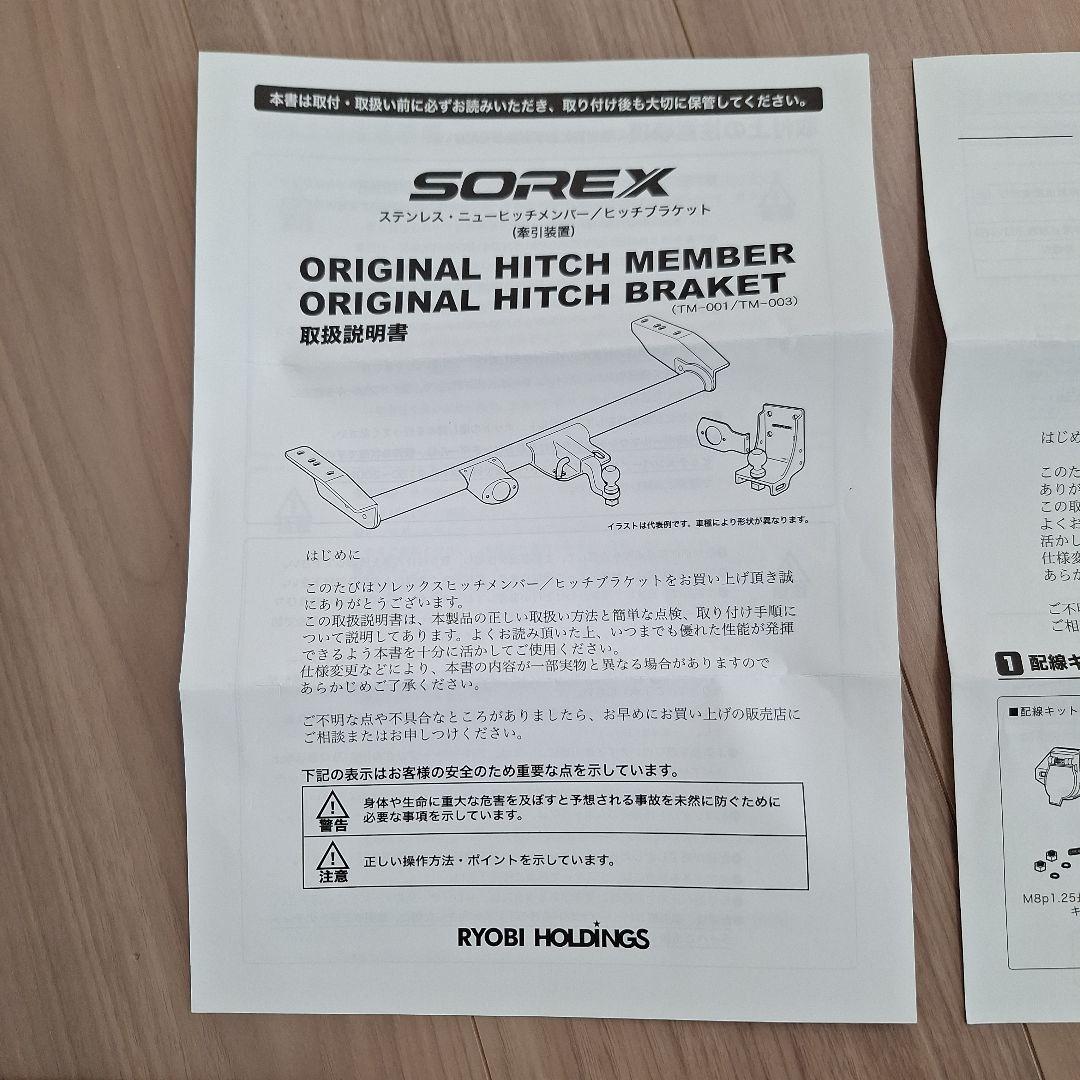 本書は取付・取扱い前に必ずお読みいただき、取り付け後も大切に保管してください。
SOREX
ステンレス・ニューヒッチメンバー／ヒッチブラケット
(牽引装置)
ORIGINAL HITCH MEMBER
ORIGINAL HITCH BRAKET
(TM-001/TM-003)
取扱説明書
イラストは代表例です。車種により形状が異なります。
はじめに
このたびはソレックスヒッチメンバー／ヒッチブラケットをお買い上げ頂き誠
にありがとうございます。
この取扱説明書は、本製品の正しい取扱い方法と簡単な点検、取り付け手順に
ついて説明してあります。よくお読み頂いた上、いつまでも優れた性能が発揮
できるよう本書を十分に活かしてご使用ください。
仕様変更などにより、本書の内容が一部実物と異なる場合がありますので
あらかじめご了承ください。
ご不明な点や不具合なところがありましたら、お早めにお買い上げの販売店に
ご相談またはお申しつけください。
下記の表示はお客様の安全のため重要な点を示しています。
警告
身体や生命に重大な危害を及ぼすと予想される事故を未然に防ぐために
必要な事項を示しています。
注意
正しい操作方法・ポイントを示しています。
RYOBI HOLDINGS
はじめ
このた
ありが
この取
よくお
活かし
仕様変
あらか
ご不明
ご相
1 配線キ
■配線キット
M8p1.25
キ